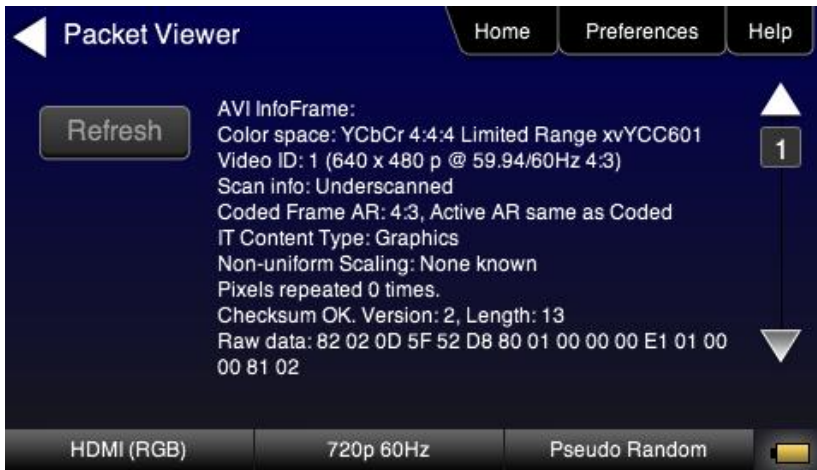 Packet Viewer
Home
Preferences
Help
Refresh
AVI InfoFrame:
Color space: YCbCr 4:4:4 Limited Range xvYCC601
Video ID: 1 (640 x 480 p @ 59.94/60Hz 4:3)
Scan info: Underscanned
Coded Frame AR: 4:3, Active AR same as Coded
IT Content Type: Graphics
Non-uniform Scaling: None known
Pixels repeated 0 times.
Checksum OK. Version: 2, Length: 13
Raw data: 82 02 0D 5F 52 D8 80 01 00 00 00 E1 01 00
00 81 02
1
HDMI (RGB)
720p 60Hz
Pseudo Random